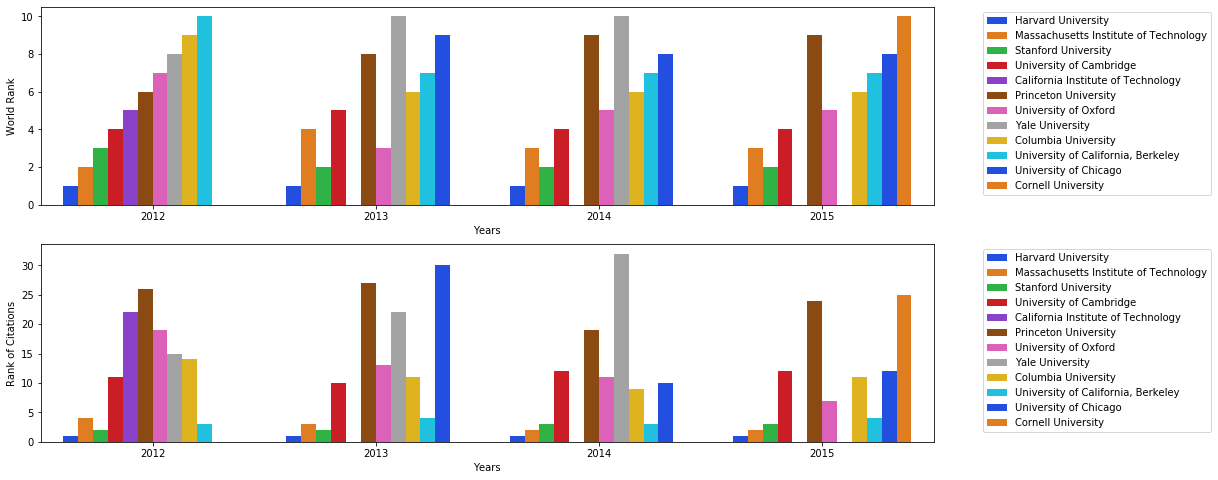 10
8
6
4
2
0
World Rank
2012
2013
2014
2015
Years
Harvard University
Massachusetts Institute of Technology
Stanford University
University of Cambridge
California Institute of Technology
Princeton University
University of Oxford
Yale University
Columbia University
University of California, Berkeley
University of Chicago
Cornell University
30
25
20
15
10
5
0
Rank of Citations
2012
2013
2014
2015
Years
Harvard University
Massachusetts Institute of Technology
Stanford University
University of Cambridge
California Institute of Technology
Princeton University
University of Oxford
Yale University
Columbia University
University of California, Berkeley
University of Chicago
Cornell University